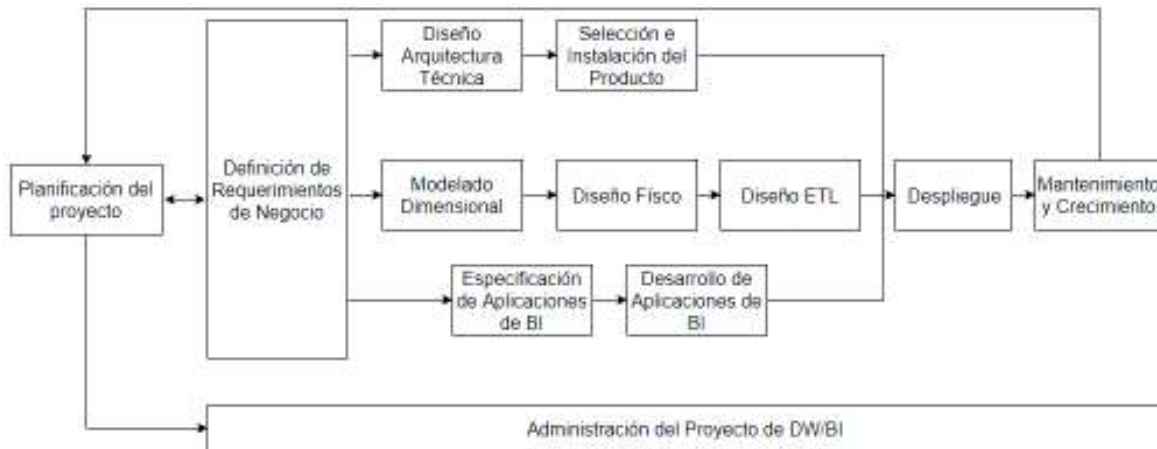 Diseño
Arquitectura
Técnica
Selección e
Instalación del
Producto
Planificación del
proyecto
Definición de
Requerimientos
de Negocio
Modelado
Dimensional
Diseño Físco
Diseño ETL
Despliegue
Mantenimiento
y Crecimiento
Especificación
de Aplicaciones
de BI
Desarrollo de
Aplicaciones de
BI
Administración del Proyecto de DW/BI